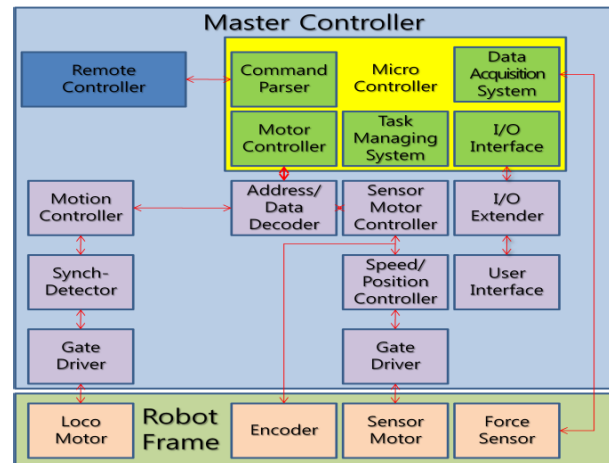 Master Controller
Remote
Controller
Command
Parser
Micro
Controller
Data
Acquisition
System
Motor
Controller
Task
Managing
System
I/O
Interface
Motion
Controller
Address/
Data
Decoder
Sensor
Motor
Controller
I/O
Extender
Synch-
Detector
Speed/
Position
Controller
User
Interface
Gate
Driver
Gate
Driver
Loco
Motor
Robot
Frame
Encoder
Sensor
Motor
Force
Sensor